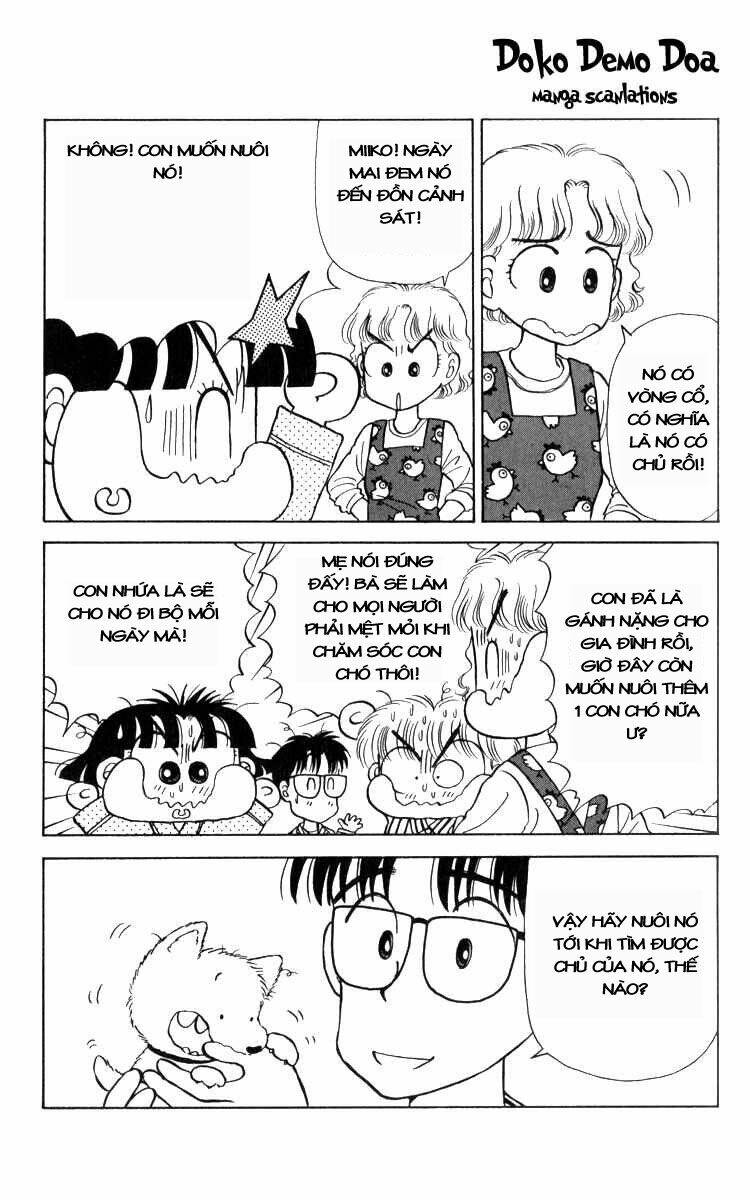 Doko Demo Doa
manga scanlations
NÓ CÓ
VÒNG CỔ,
CÓ NGHĨA
LÀ NÓ CÓ
CHỦ RỒI!
MIIKO! NGÀY
MAI ĐEM NÓ
ĐẾN ĐỒN CẢNH
SÁT!
KHÔNG! CON MUỐN NUÔI
NÓ!
CON ĐÃ LÀ
GÁNH NẶNG CHO
GIA ĐÌNH RỒI,
GIỜ ĐÂY CÒN
MUỐN NUÔI THÊM
1 CON CHÓ NỮA
Ư?
MẸ NÓI ĐÚNG
ĐẤY! BÀ SẼ LÀM
CHO MỌI NGƯỜI
PHẢI MỆT MỎI KHI
CHĂM SÓC CON
CHÓ THÔI!
CON NHỨA LÀ SẼ
CHO NÓ ĐI BỘ MỖI
NGÀY MÀ!
VẬY HÃY NUÔI NÓ
TỚI KHI TÌM ĐƯỢC
CHỦ CỦA NÓ, THẾ
NÀO?